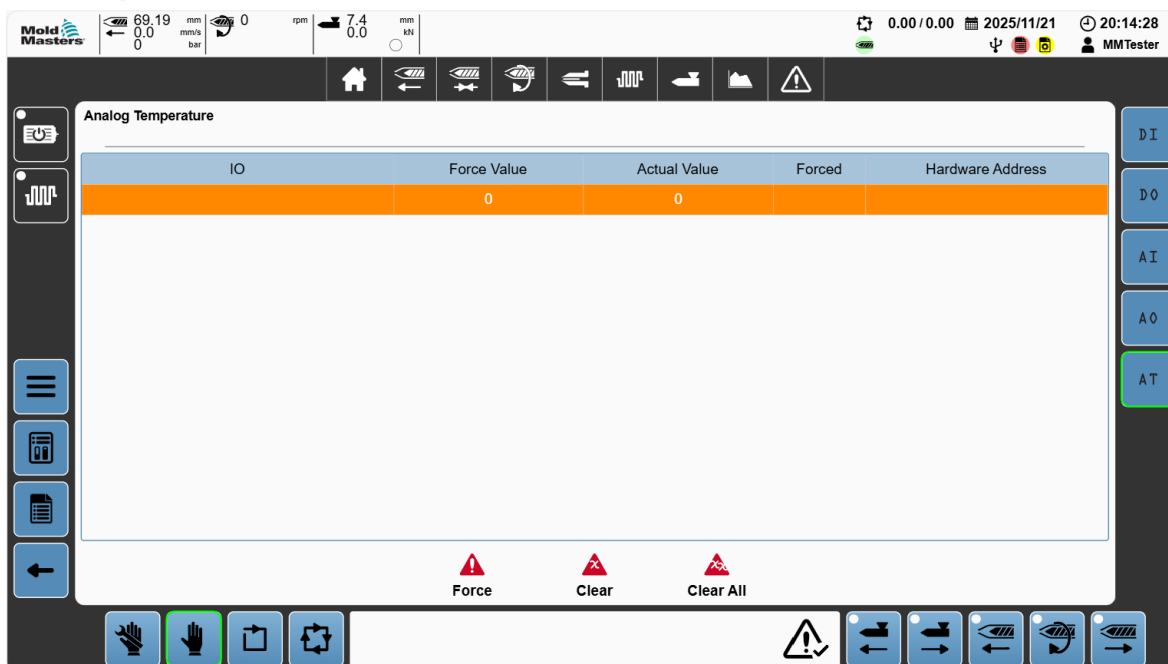 Mold Masters
69.19 mm
0.0 mm/s
0 bar
0 rpm
7.4 mm
0.0 kN
0.00 / 0.00
2025/11/21
20:14:28
MMTester
Analog Temperature
IO Force Value Actual Value Forced Hardware Address
0 0
DI
DO
AI
AO
AT
Force Clear Clear All